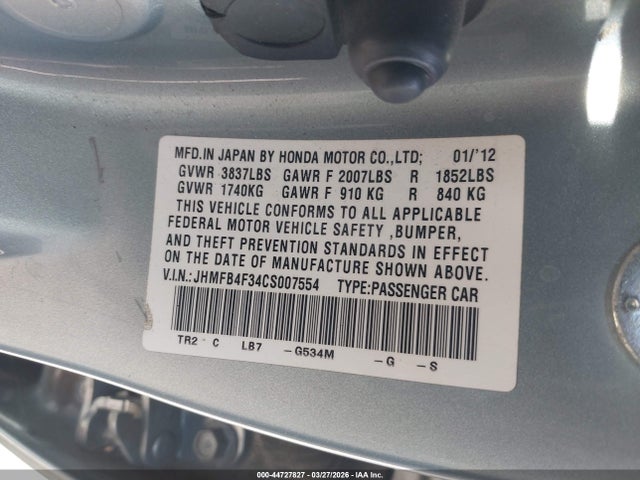 MFD.IN JAPAN BY HONDA MOTOR CO.,LTD; 01/'12
GVWR 3837LBS GAWR F 2007LBS R 1852LBS
GVWR 1740KG GAWR F 910 KG R 840 KG
THIS VEHICLE CONFORMS TO ALL APPLICABLE
FEDERAL MOTOR VEHICLE SAFETY ,BUMPER,
AND THEFT PREVENTION STANDARDS IN EFFECT
ON THE DATE OF MANUFACTURE SHOWN ABOVE.
V.I.N.:JHMFB4F34CS007554 TYPE:PASSENGER CAR
TR2 C LB7 -G534M -G -S
© 00-44727827 - 03/27/2026 - IAA Inc.